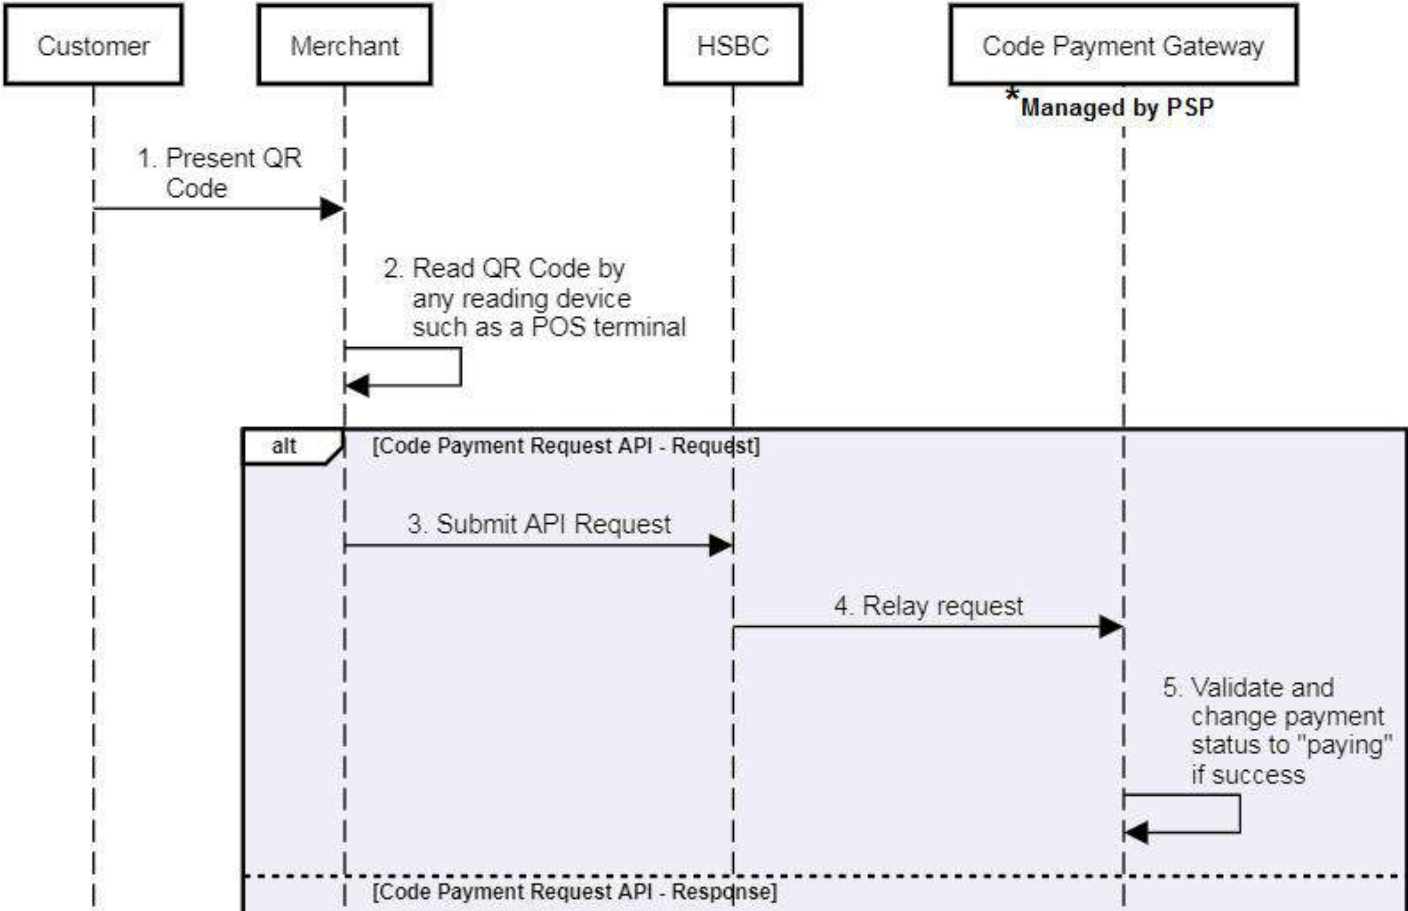 Customer
Merchant
HSBC
Code Payment Gateway
*Managed by PSP
1. Present QR
Code
2. Read QR Code by
any reading device
such as a POS terminal
alt
[Code Payment Request API - Request]
3. Submit API Request
4. Relay request
5. Validate and
change payment
status to "paying"
if success
[Code Payment Request API - Response]